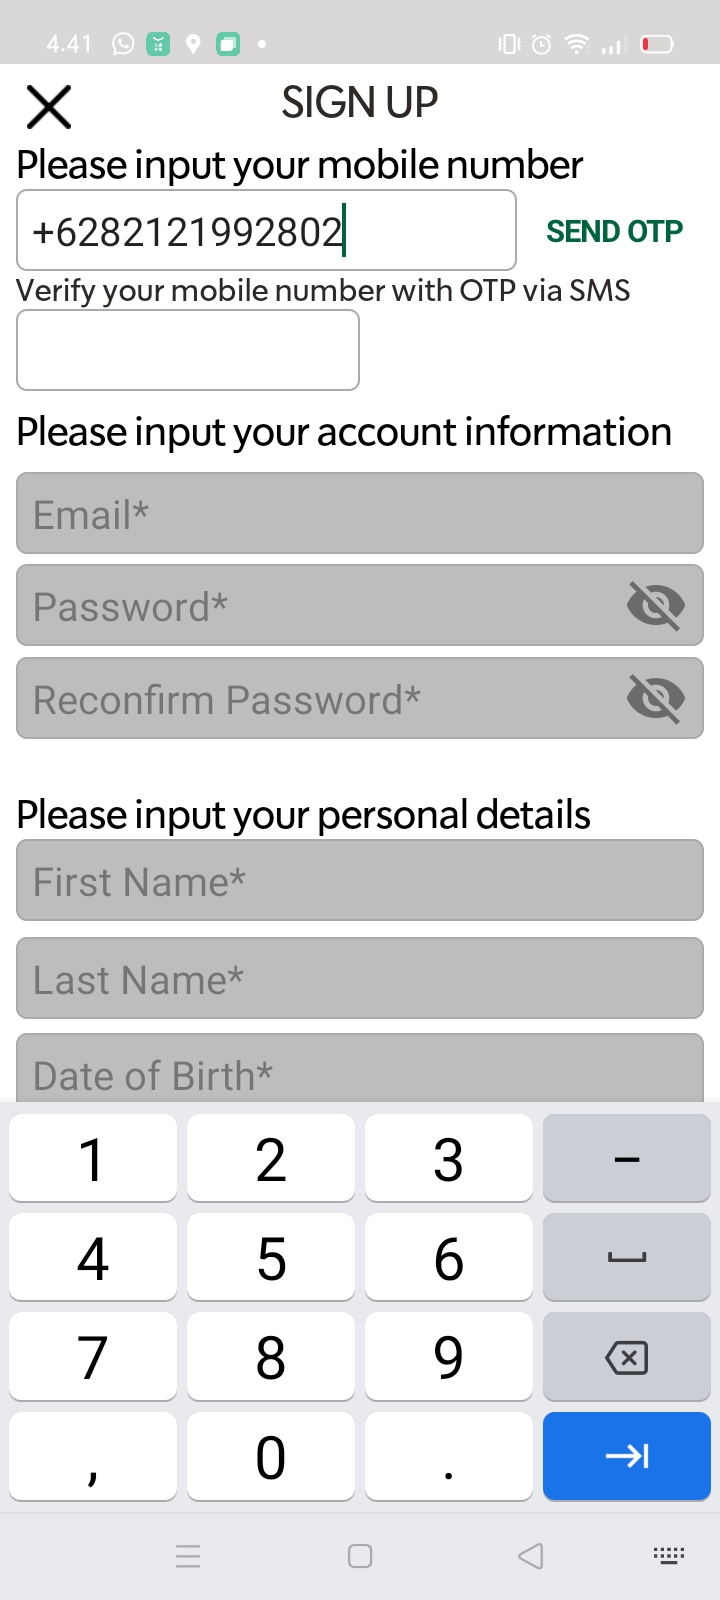 4.41
SIGN UP
Please input your mobile number
+6282121992802
SEND OTP
Verify your mobile number with OTP via SMS
Please input your account information
Email*
Password*
Reconfirm Password*
Please input your personal details
First Name*
Last Name*
Date of Birth*
1 2 3 –
4 5 6
7 8 9
, 0 .